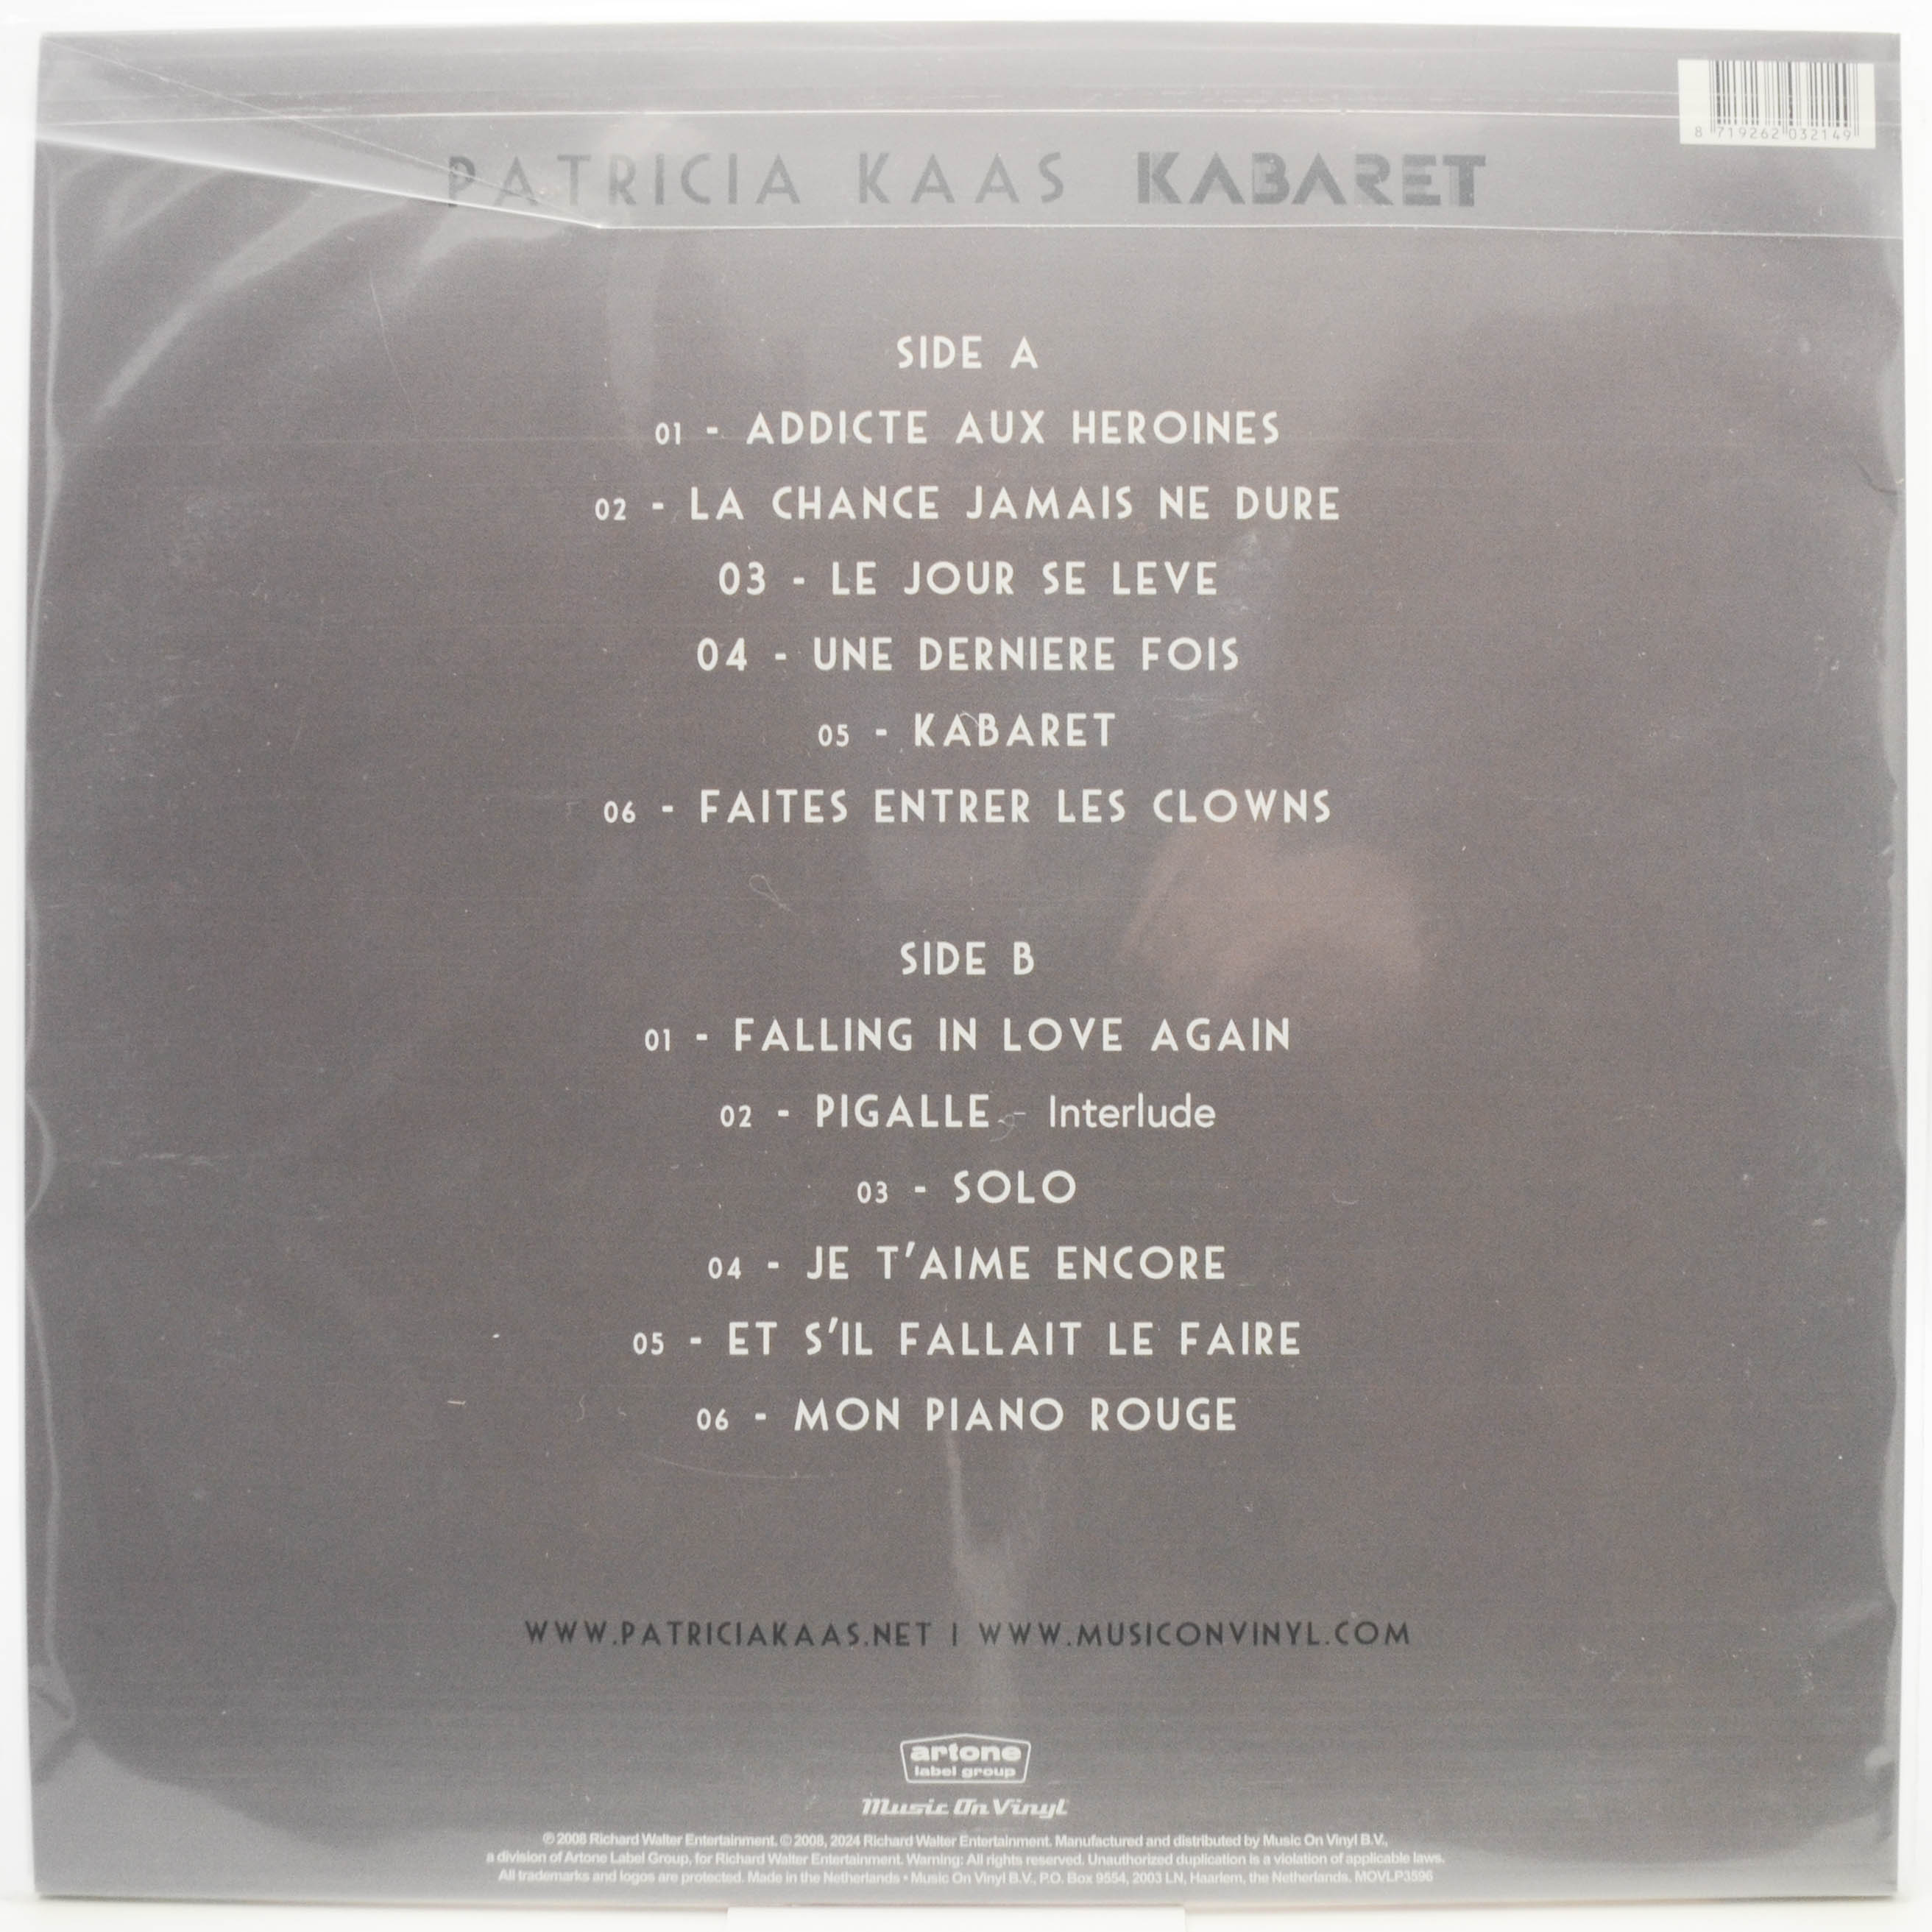 8 719262 032149
PATRICIA KAAS KABARET
SIDE A
01 - ADDICTE AUX HEROINES
02 - LA CHANCE JAMAIS NE DURE
03 - LE JOUR SE LEVE
04 - UNE DERNIERE FOIS
05 - KABARET
06 - FAITES ENTRER LES CLOWNS
SIDE B
01 - FALLING IN LOVE AGAIN
02 - PIGALLE - Interlude
03 - SOLO
04 - JE T'AIME ENCORE
05 - ET S'IL FALLAIT LE FAIRE
06 - MON PIANO ROUGE
WWW.PATRICIAKAAS.NET | WWW.MUSICONVINYL.COM
artone
label group
Music On Vinyl
℗ 2008 Richard Walter Entertainment. © 2008, 2024 Richard Walter Entertainment. Manufactured and distributed by Music On Vinyl B.V.,
a division of Artone Label Group, for Richard Walter Entertainment. Warning: All rights reserved. Unauthorized duplication is a violation of applicable laws.
All trademarks and logos are protected. Made in the Netherlands • Music On Vinyl B.V., P.O. Box 9554, 2003 LN, Haarlem, the Netherlands. MOVLP3596